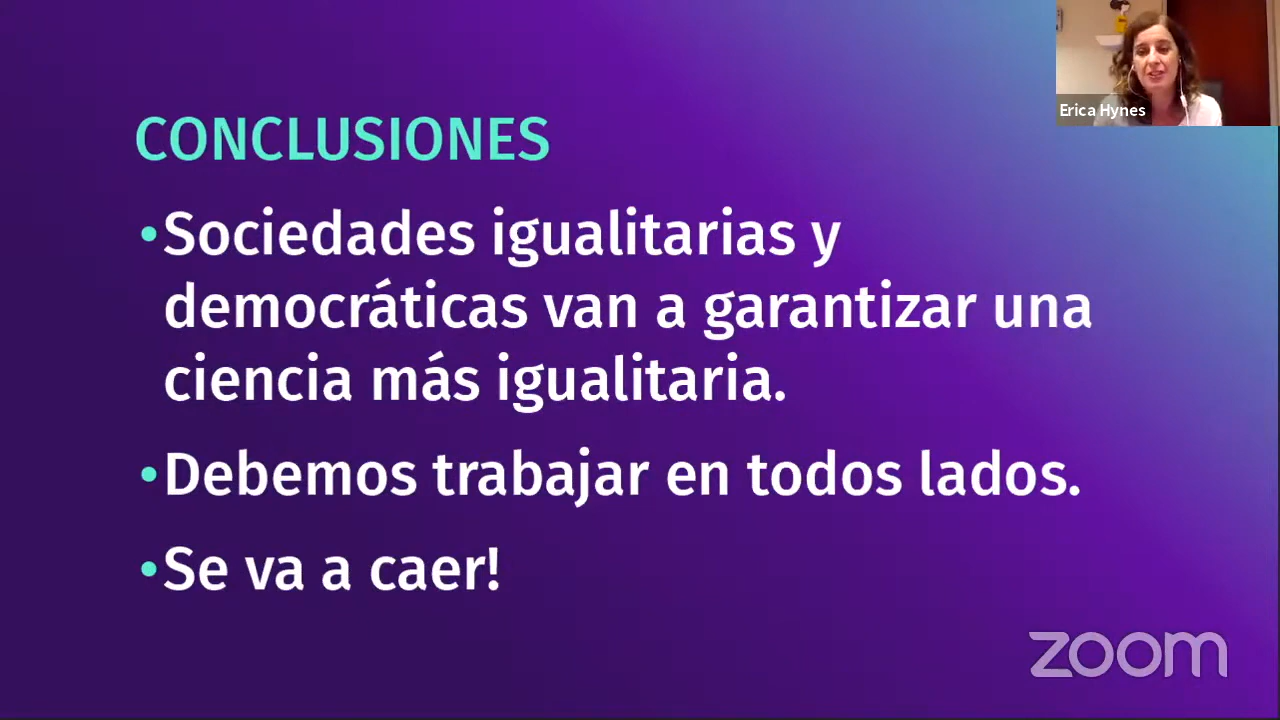 Erica Hynes
CONCLUSIONES
•Sociedades igualitarias y
democráticas van a garantizar una
ciencia más igualitaria.
•Debemos trabajar en todos lados.
•Se va a caer!
zoom